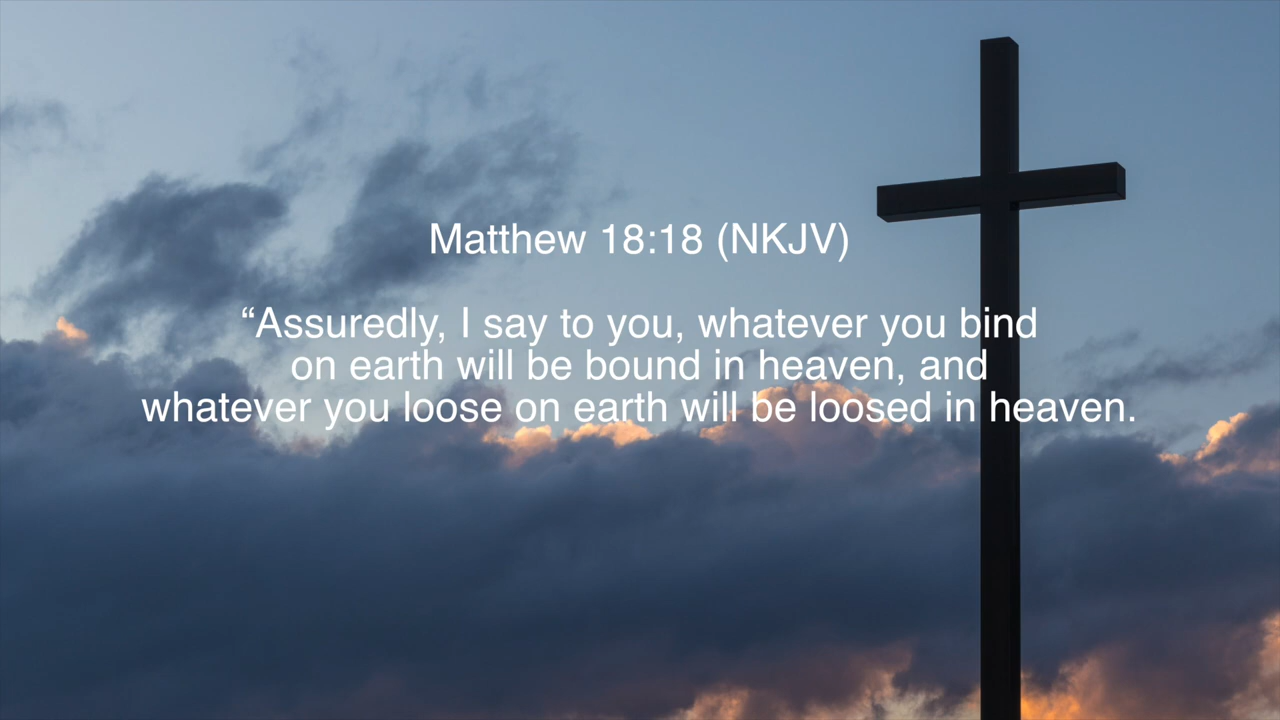 Matthew 18:18 (NKJV)
“Assuredly, I say to you, whatever you bind
on earth will be bound in heaven, and
whatever you loose on earth will be loosed in heaven.